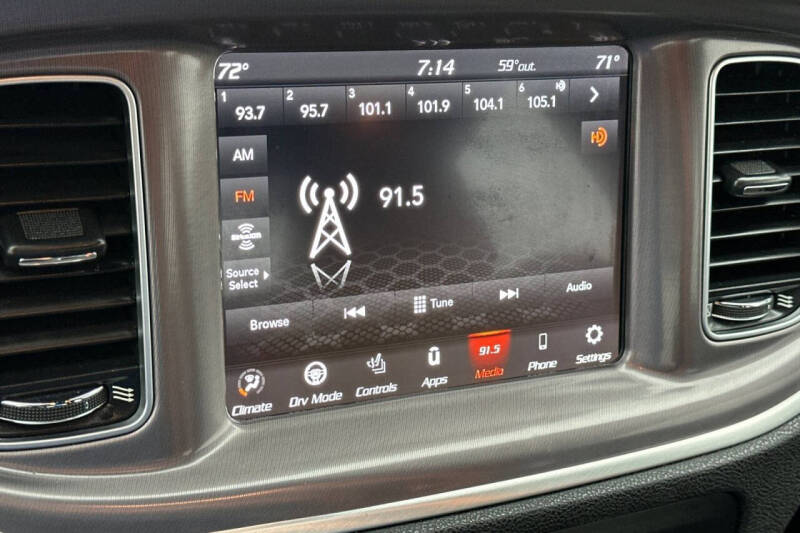 72° 7:14 59°out. 71°
1 93.7 2 95.7 3 101.1 4 101.9 5 104.1 6 105.1
AM
FM
91.5
SiriusXM
Source
Select
Browse Tune Audio
Climate Drv Mode Controls Apps 91.5 Media Phone Settings